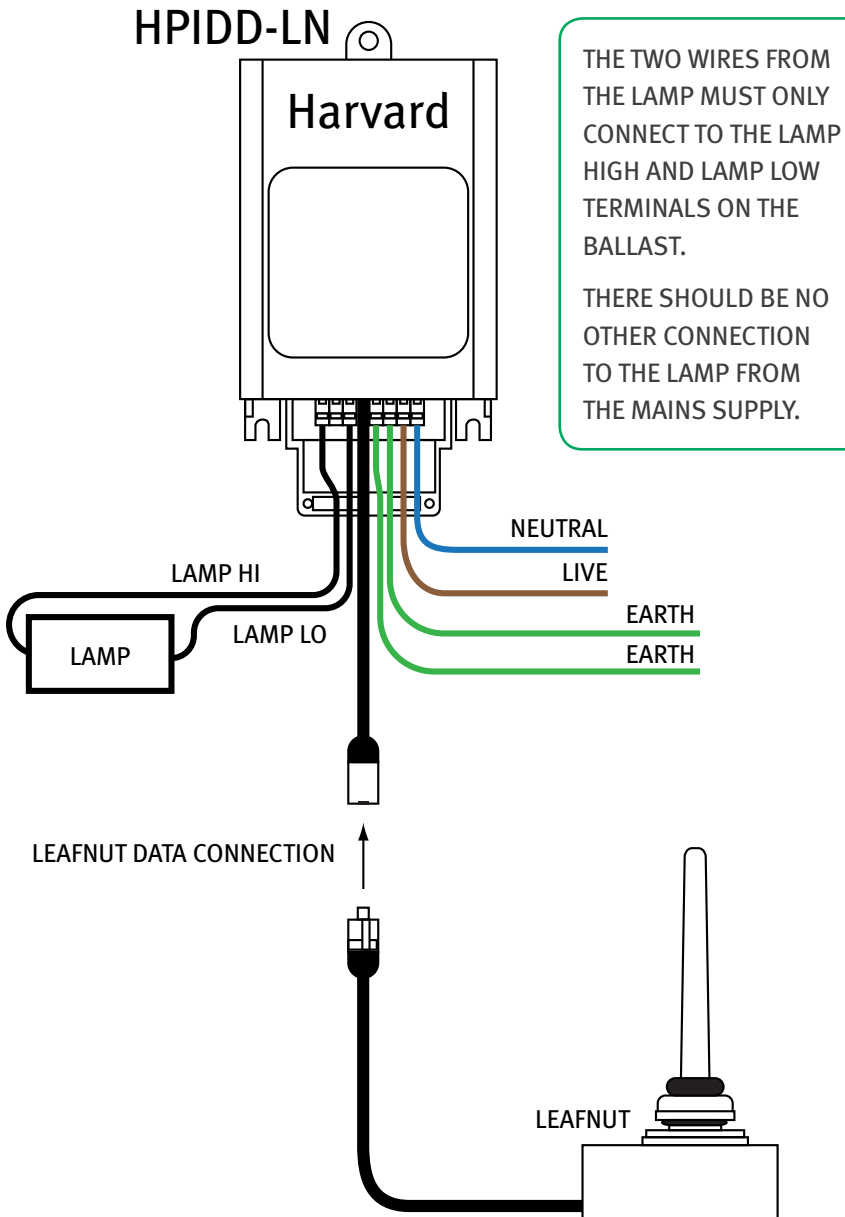 HPIDD-LN
Harvard
THE TWO WIRES FROM
THE LAMP MUST ONLY
CONNECT TO THE LAMP
HIGH AND LAMP LOW
TERMINALS ON THE
BALLAST.
THERE SHOULD BE NO
OTHER CONNECTION
TO THE LAMP FROM
THE MAINS SUPPLY.
NEUTRAL
LIVE
EARTH
EARTH
LAMP HI
LAMP LO
LAMP
LEAFNUT DATA CONNECTION
LEAFNUT